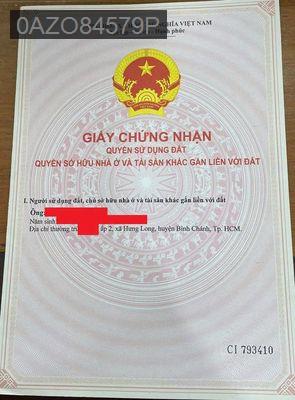 0AZO84579P
NGHĨA VIỆT NAM
Hạnh phúc
GIẤY CHỨNG NHẬN
QUYỀN SỬ DỤNG ĐẤT
QUYỀN SỞ HỮU NHÀ Ở VÀ TÀI SẢN KHÁC GẮN LIỀN VỚI ĐẤT
I. Người sử dụng đất, chủ sở hữu nhà ở và tài sản khác gắn liền với đất
Ông:
Năm sinh
Địa chỉ thường trú ấp 2, xã Hưng Long, huyện Bình Chánh, Tp. HCM.
CI 793410